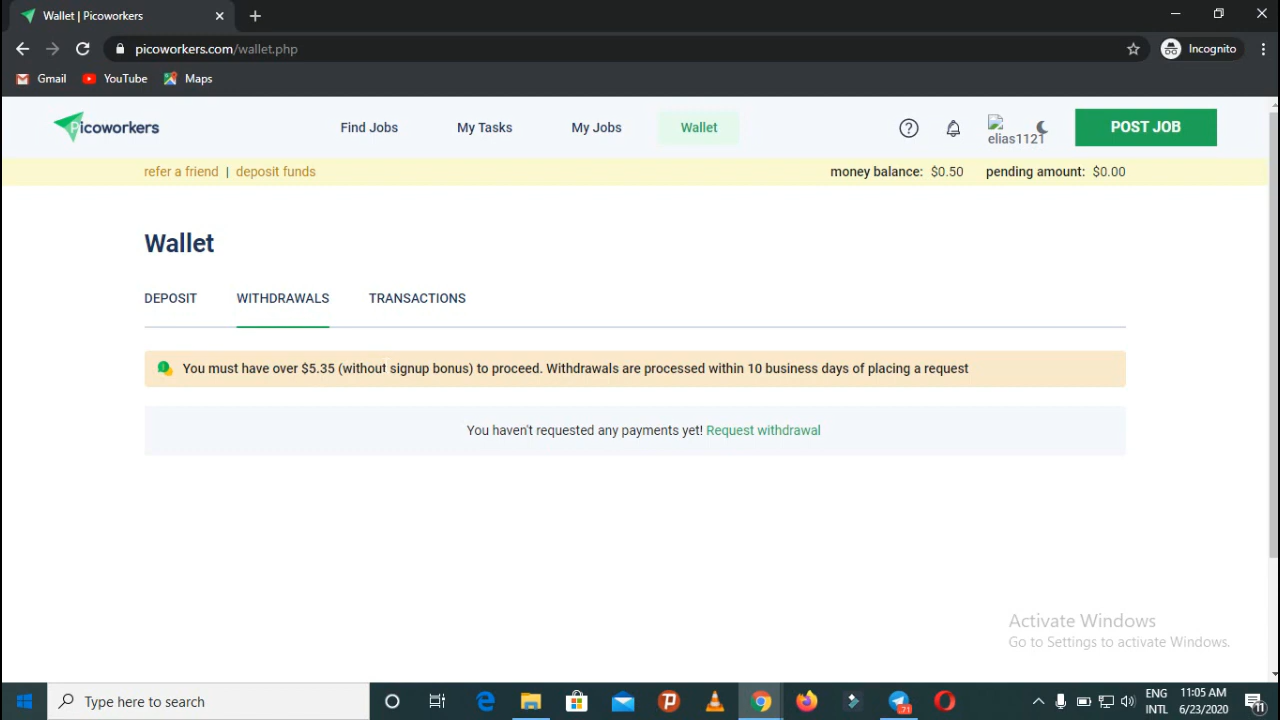 Wallet | Picoworkers
picoworkers.com/wallet.php
Incognito
Gmail
YouTube
Maps
picoworkers
Find Jobs
My Tasks
My Jobs
Wallet
elias1121
POST JOB
refer a friend | deposit funds
money balance: $0.50 pending amount: $0.00
Wallet
DEPOSIT
WITHDRAWALS
TRANSACTIONS
You must have over $5.35 (without signup bonus) to proceed. Withdrawals are processed within 10 business days of placing a request
You haven't requested any payments yet! Request withdrawal
Activate Windows
Go to Settings to activate Windows.
Type here to search
71
ENG
INTL
11:05 AM
6/23/2020
11